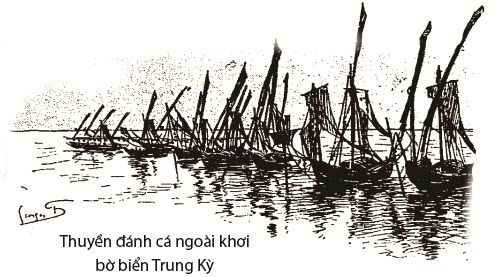 Thuyền đánh cá ngoài khơi
bờ biển Trung Kỳ